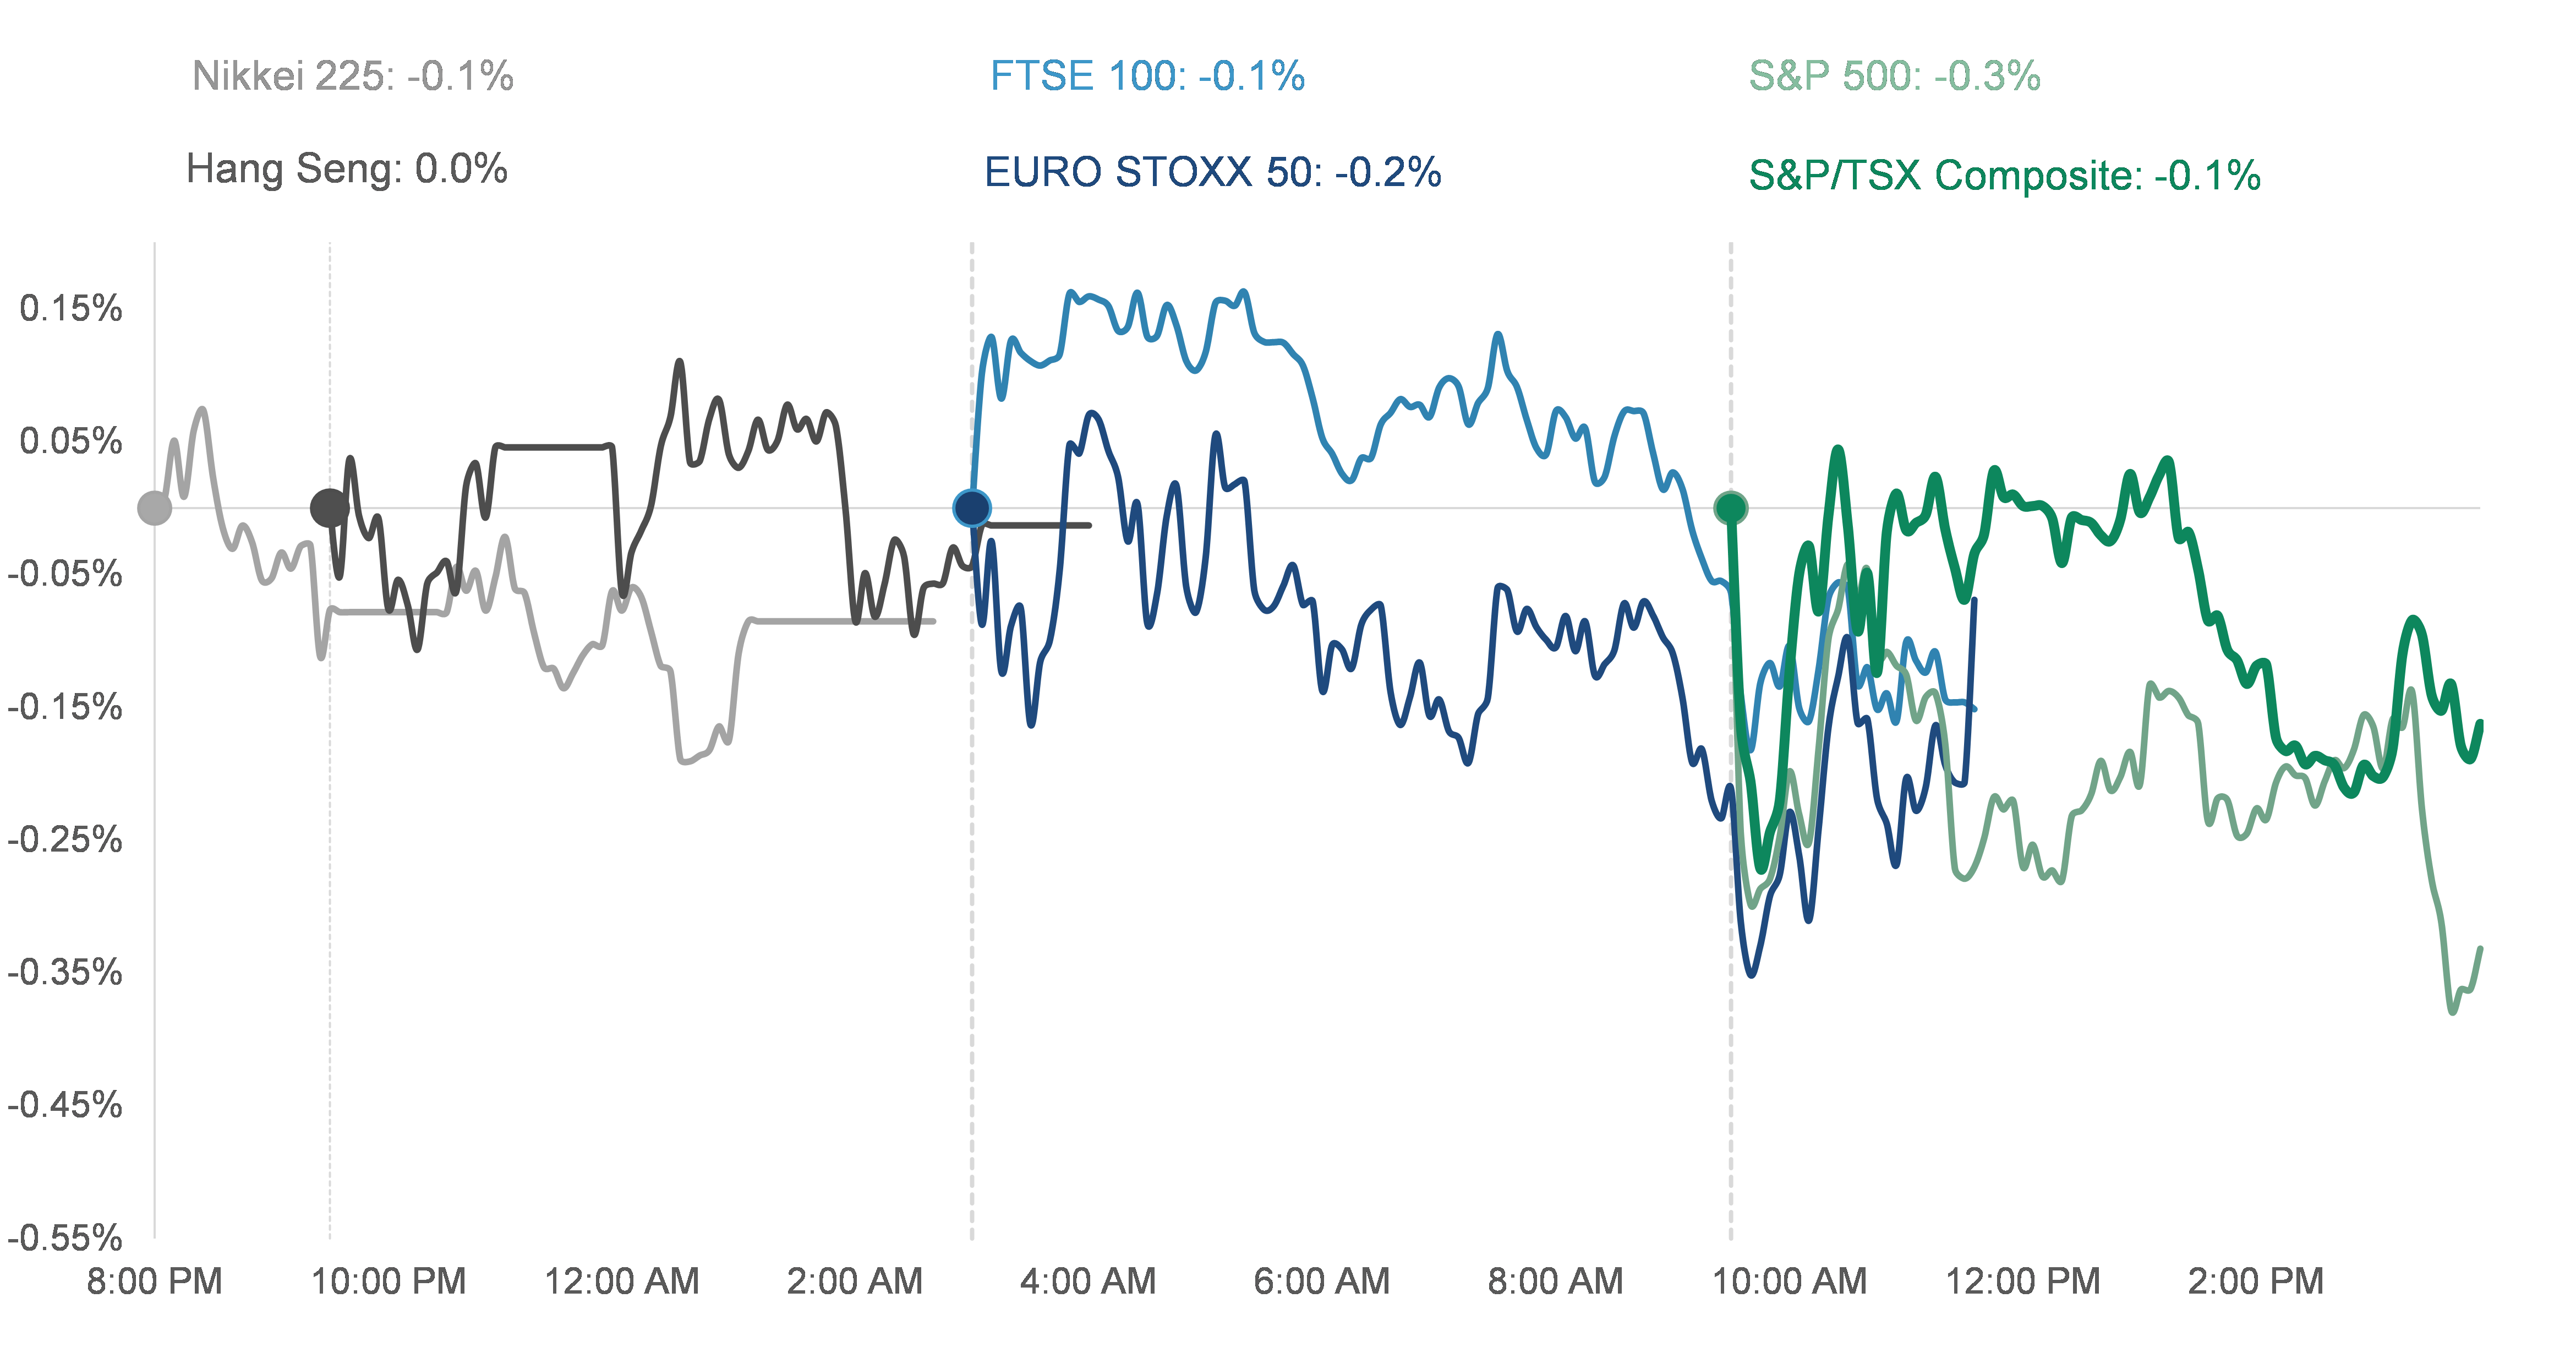 Nikkei 225: -0.1%
FTSE 100: -0.1%
S&P 500: -0.3%
Hang Seng: 0.0%
EURO STOXX 50: -0.2%
S&P/TSX Composite: -0.1%
0.15%
0.05%
-0.05%
-0.15%
-0.25%
-0.35%
-0.45%
-0.55%
8:00 PM 10:00 PM 12:00 AM 2:00 AM 4:00 AM 6:00 AM 8:00 AM 10:00 AM 12:00 PM 2:00 PM